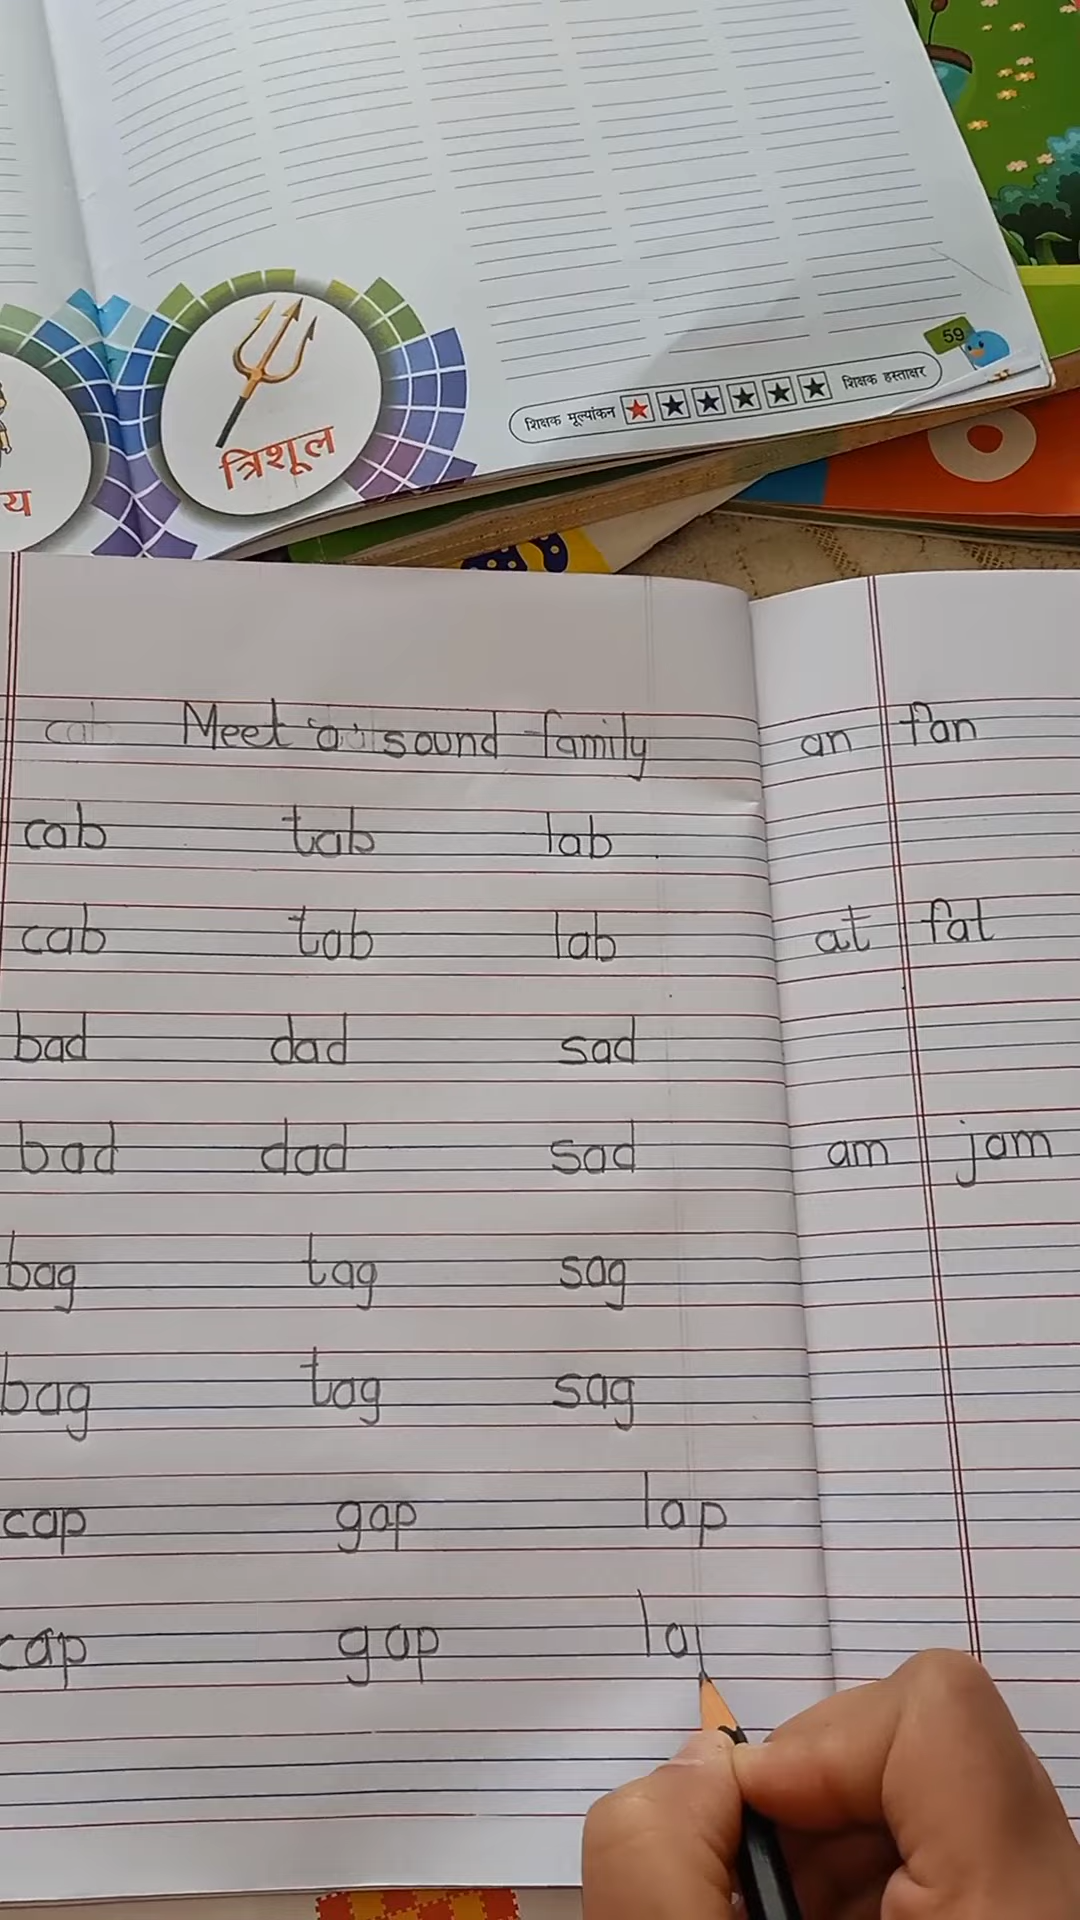 59
शिक्षक मूल्यांकन शिक्षक हस्ताक्षर
त्रिशूल
य
cab Meet 'a' sound family
cab tab lab
cab tab lab
bad dad sad
bad dad sad
bag tag sag
bag tag sag
cap gap lap
cap gap la
an fan
at fat
am jam